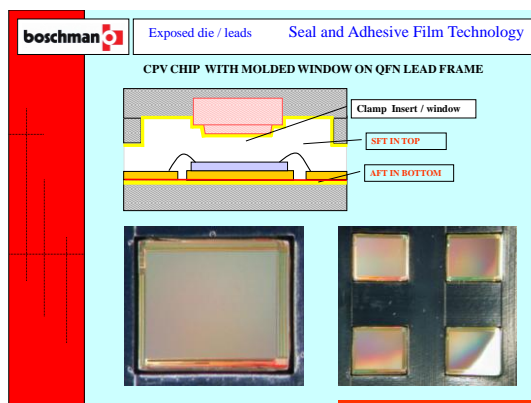 boschman
Exposed die / leads
Seal and Adhesive Film Technology
CPV CHIP WITH MOLDED WINDOW ON QFN LEAD FRAME
Clamp Insert / window
SFT IN TOP
AFT IN BOTTOM